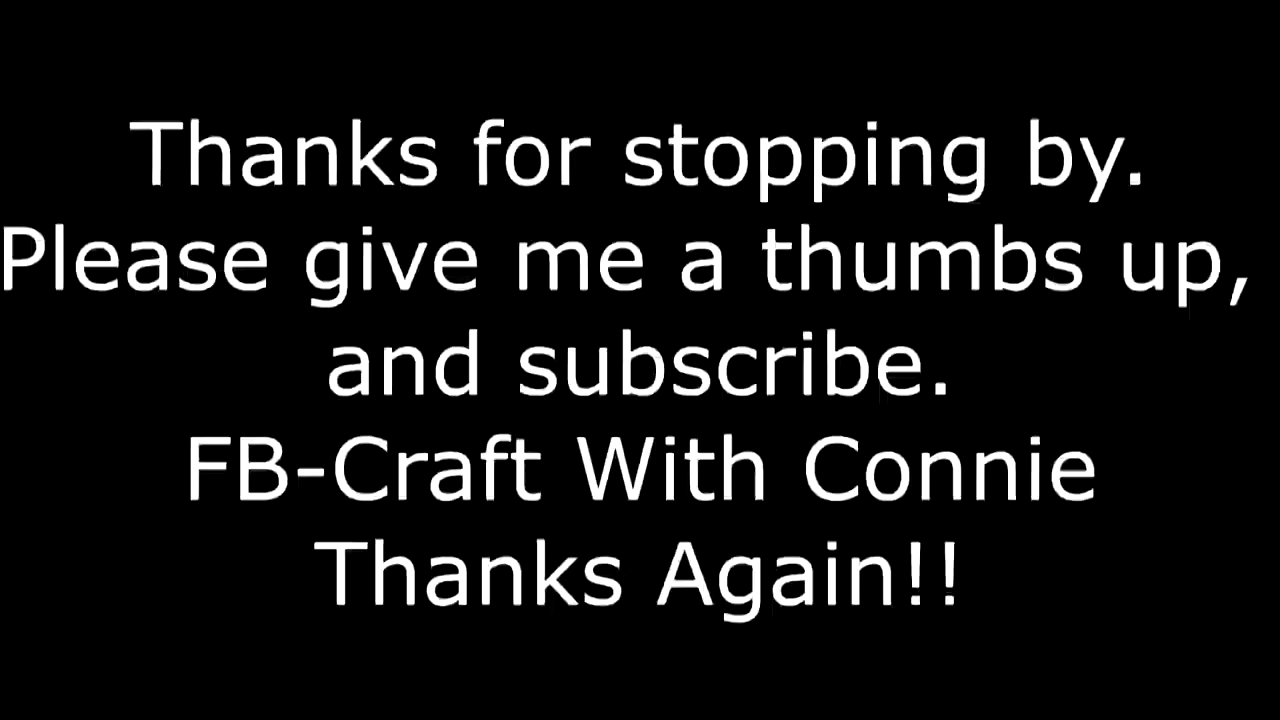 Thanks for stopping by.
Please give me a thumbs up,
and subscribe.
FB-Craft With Connie
Thanks Again!!